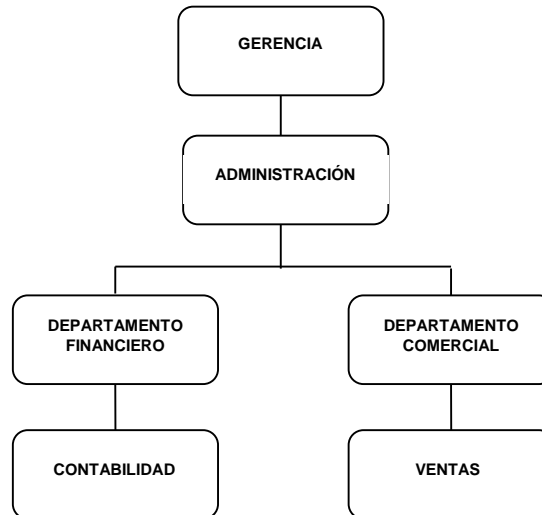 GERENCIA
ADMINISTRACIÓN
DEPARTAMENTO
FINANCIERO
DEPARTAMENTO
COMERCIAL
CONTABILIDAD
VENTAS